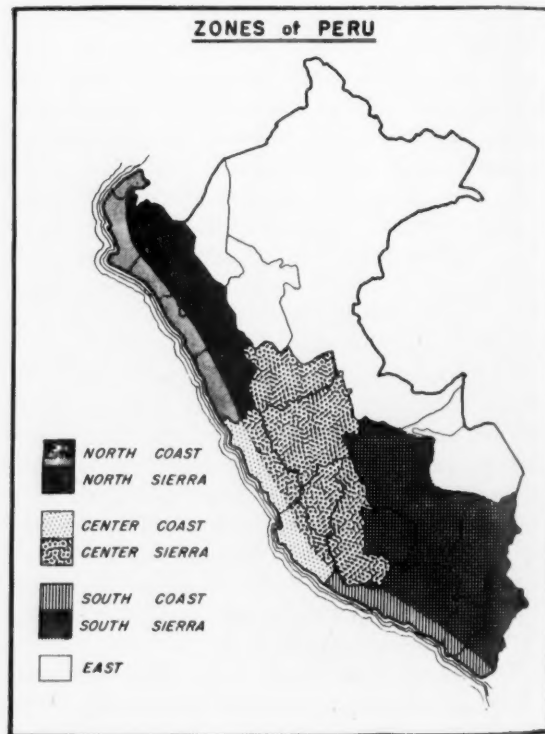 ZONES of PERU
NORTH COAST
NORTH SIERRA
CENTER COAST
CENTER SIERRA
SOUTH COAST
SOUTH SIERRA
EAST